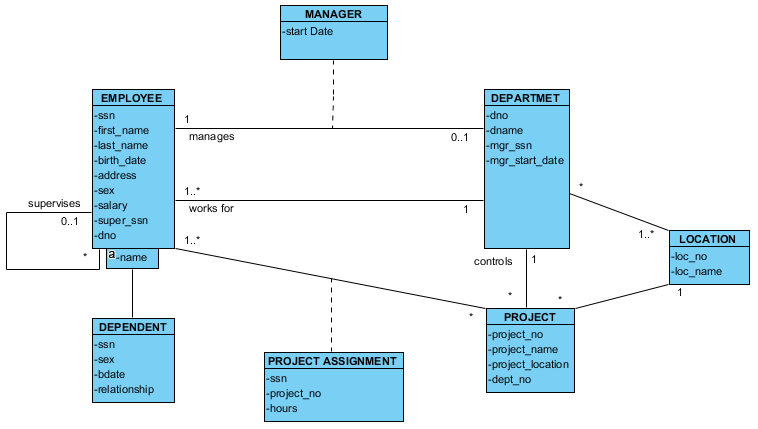 MANAGER
-start Date
EMPLOYEE
-ssn
-first_name
-last_name
-birth_date
-address
-sex
-salary
-super_ssn
-dno
a
-name
DEPARTMET
-dno
-dname
-mgr_ssn
-mgr_start_date
1
manages
0..1
1..*
works for
1
supervises
0..1
*
1..*
*
*
1..*
LOCATION
-loc_no
-loc_name
controls
1
*
*
1
DEPENDENT
-ssn
-sex
-bdate
-relationship
PROJECT ASSIGNMENT
-ssn
-project_no
-hours
PROJECT
-project_no
-project_name
-project_location
-dept_no